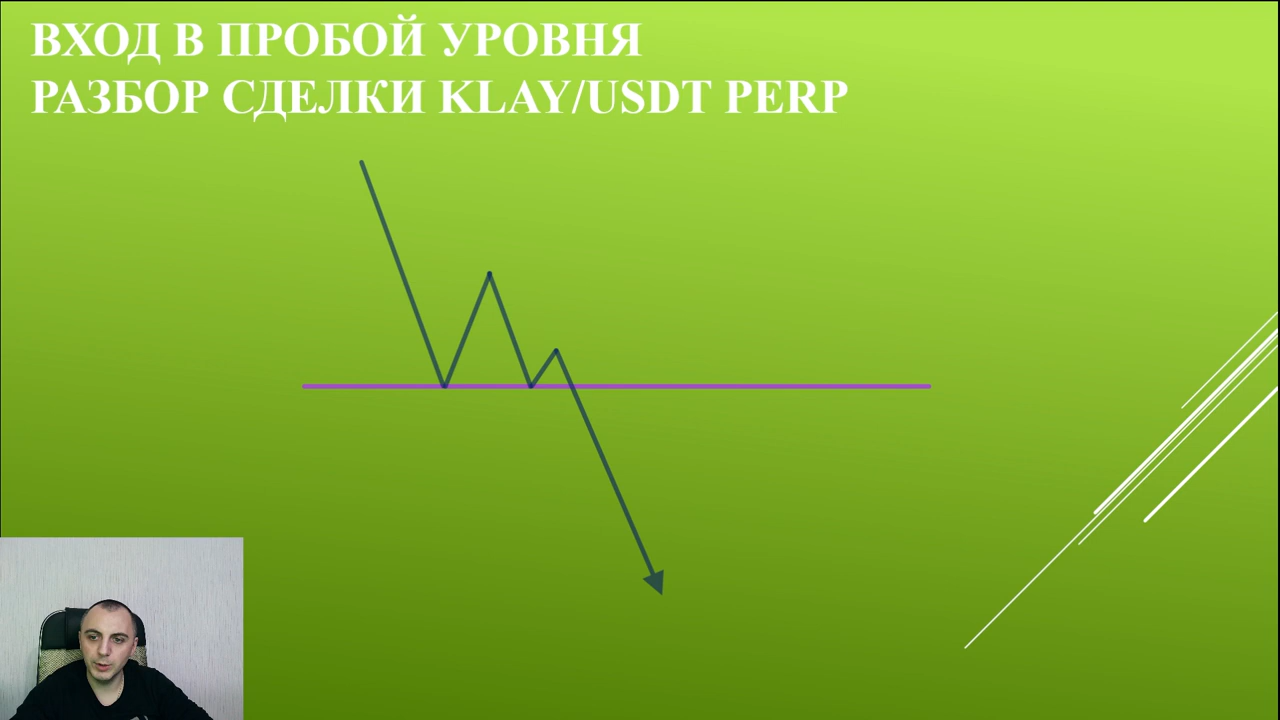 ВХОД В ПРОБОЙ УРОВНЯ
РАЗБОР СДЕЛКИ KLAY/USDT PERP